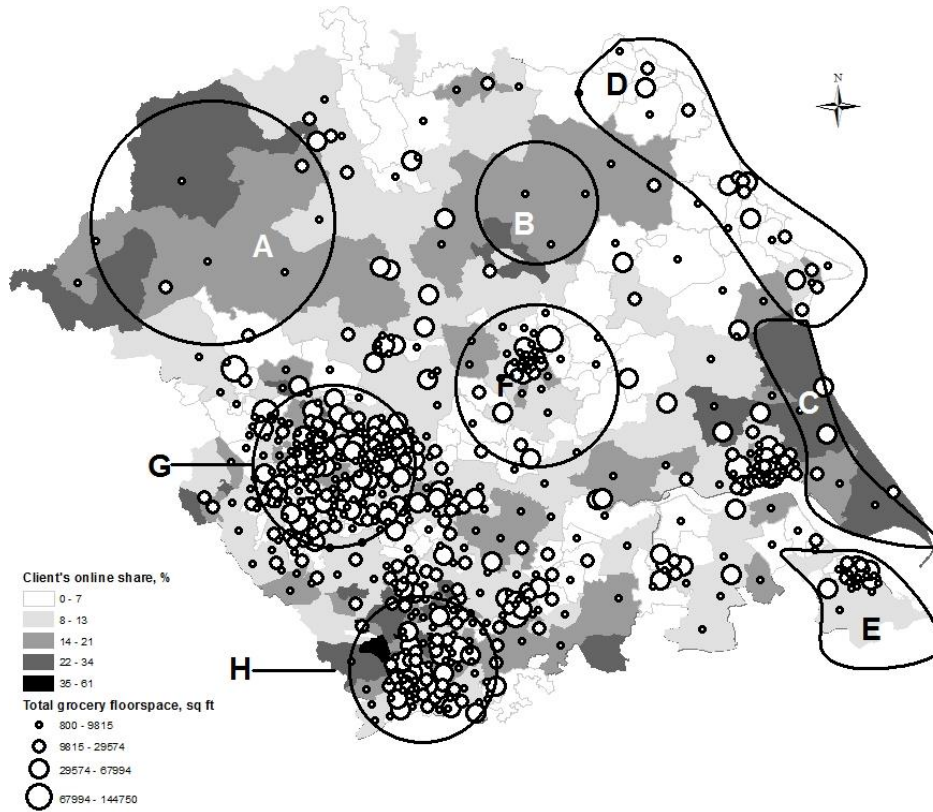 D
N
A
B
C
F
G
E
H
Client's online share, %
0 - 7
8 - 13
14 - 21
22 - 34
35 - 61
Total grocery floorspace, sq ft
800 - 9815
9815 - 29574
29574 - 67994
67994 - 144750